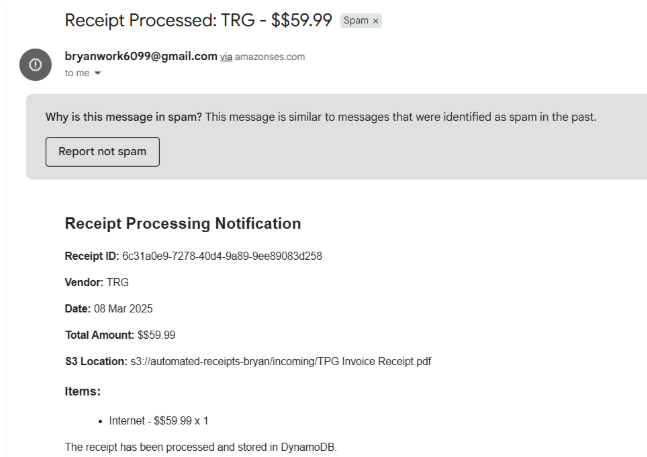 Receipt Processed: TRG - $$59.99 Spam ×
bryanwork6099@gmail.com via amazonses.com
to me
Why is this message in spam? This message is similar to messages that were identified as spam in the past.
Report not spam
Receipt Processing Notification
Receipt ID: 6c31a0e9-7278-40d4-9a89-9ee89083d258
Vendor: TRG
Date: 08 Mar 2025
Total Amount: $$59.99
S3 Location: s3://automated-receipts-bryan/incoming/TPG Invoice Receipt.pdf
Items:
• Internet - $$59.99 x 1
The receipt has been processed and stored in DynamoDB.